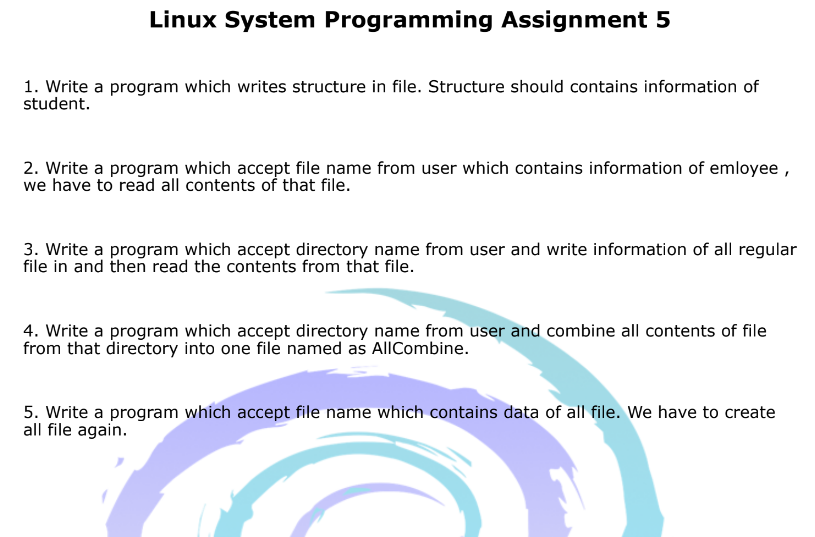 Linux System Programming Assignment 5
1. Write a program which writes structure in file. Structure should contains information of
student.
2. Write a program which accept file name from user which contains information of emloyee ,
we have to read all contents of that file.
3. Write a program which accept directory name from user and write information of all regular
file in and then read the contents from that file.
4. Write a program which accept directory name from user and combine all contents of file
from that directory into one file named as AllCombine.
5. Write a program which accept file name which contains data of all file. We have to create
all file again.